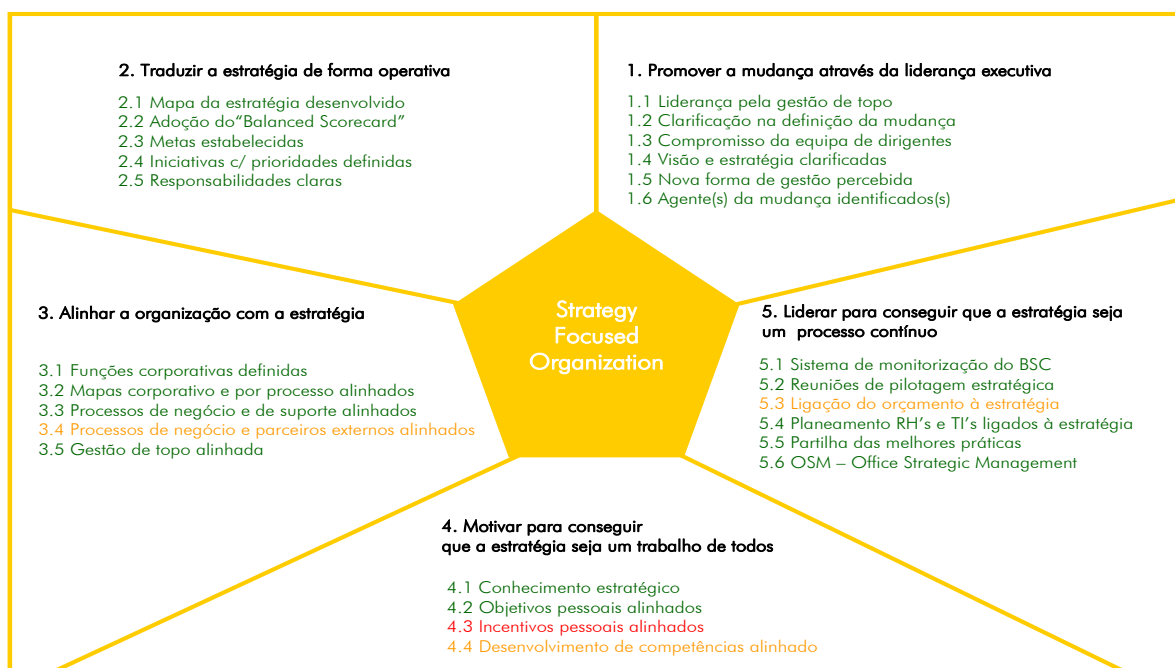 2. Traduzir a estratégia de forma operativa
2.1 Mapa da estratégia desenvolvido
2.2 Adoção do“Balanced Scorecard”
2.3 Metas estabelecidas
2.4 Iniciativas c/ prioridades definidas
2.5 Responsabilidades claras
1. Promover a mudança através da liderança executiva
1.1 Liderança pela gestão de topo
1.2 Clarificação na definição da mudança
1.3 Compromisso da equipa de dirigentes
1.4 Visão e estratégia clarificadas
1.5 Nova forma de gestão percebida
1.6 Agente(s) da mudança identificados(s)
3. Alinhar a organização com a estratégia
3.1 Funções corporativas definidas
3.2 Mapas corporativo e por processo alinhados
3.3 Processos de negócio e de suporte alinhados
3.4 Processos de negócio e parceiros externos alinhados
3.5 Gestão de topo alinhada
Strategy
Focused
Organization
5. Liderar para conseguir que a estratégia seja
um processo contínuo
5.1 Sistema de monitorização do BSC
5.2 Reuniões de pilotagem estratégica
5.3 Ligação do orçamento à estratégia
5.4 Planeamento RH’s e TI’s ligados à estratégia
5.5 Partilha das melhores práticas
5.6 OSM – Office Strategic Management
4. Motivar para conseguir
que a estratégia seja um trabalho de todos
4.1 Conhecimento estratégico
4.2 Objetivos pessoais alinhados
4.3 Incentivos pessoais alinhados
4.4 Desenvolvimento de competências alinhado